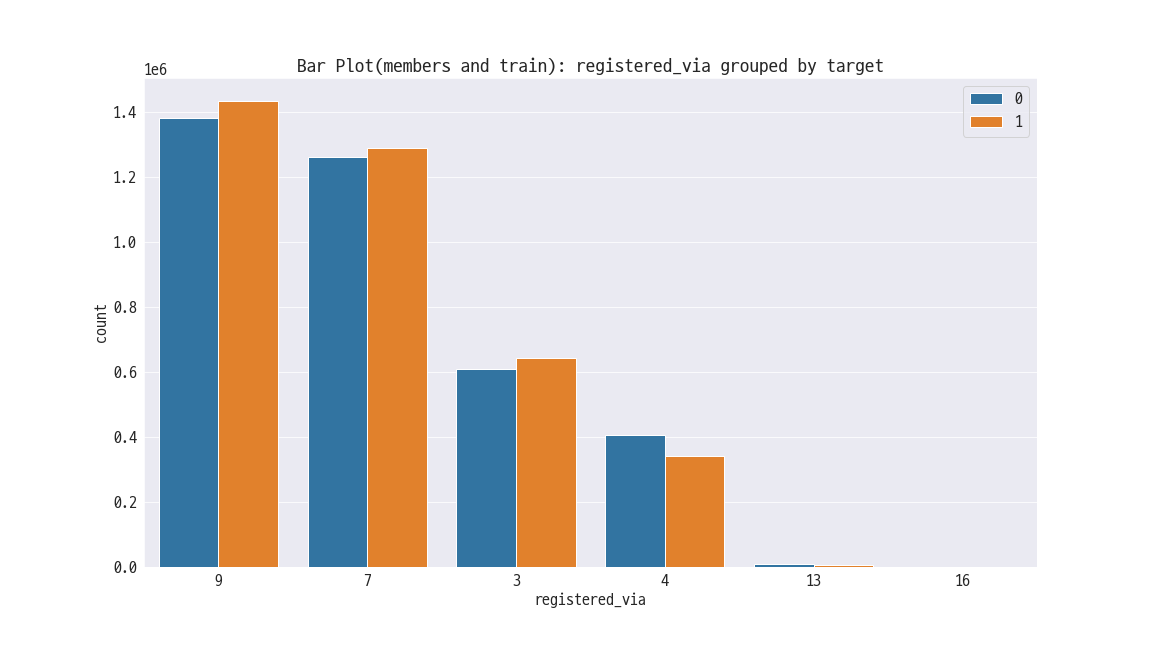 Bar Plot(members and train): registered_via grouped by target
1e6
0
1
1.4
1.2
1.0
0.8
0.6
0.4
0.2
0.0
count
9 7 3 4 13 16
registered_via